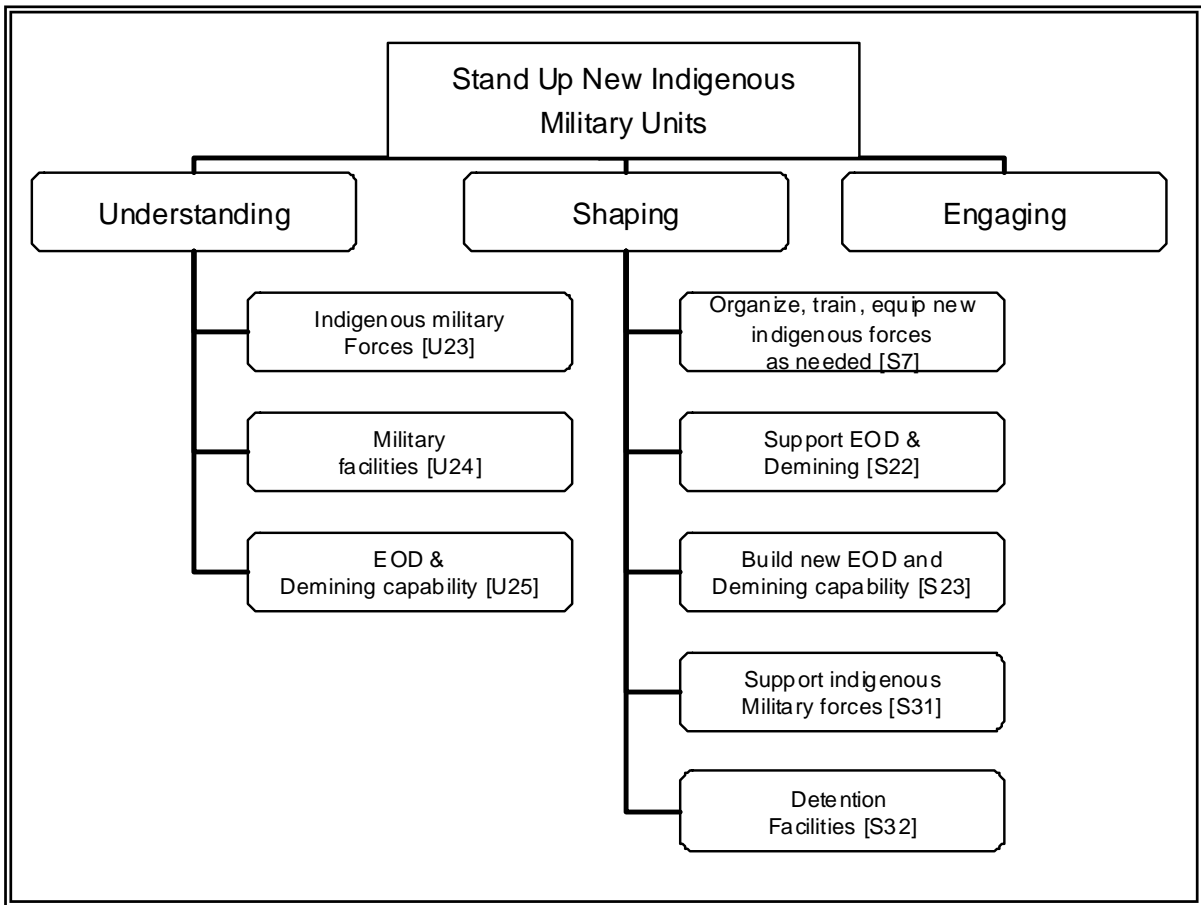 Stand Up New Indigenous
Military Units
Understanding
Shaping
Engaging
Indigenous military
Forces [U23]
Military
facilities [U24]
EOD &
Demining capability [U25]
Organize, train, equip new
indigenous forces
as needed [S7]
Support EOD &
Demining [S22]
Build new EOD and
Demining capability [S23]
Support indigenous
Military forces [S31]
Detention
Facilities [S32]